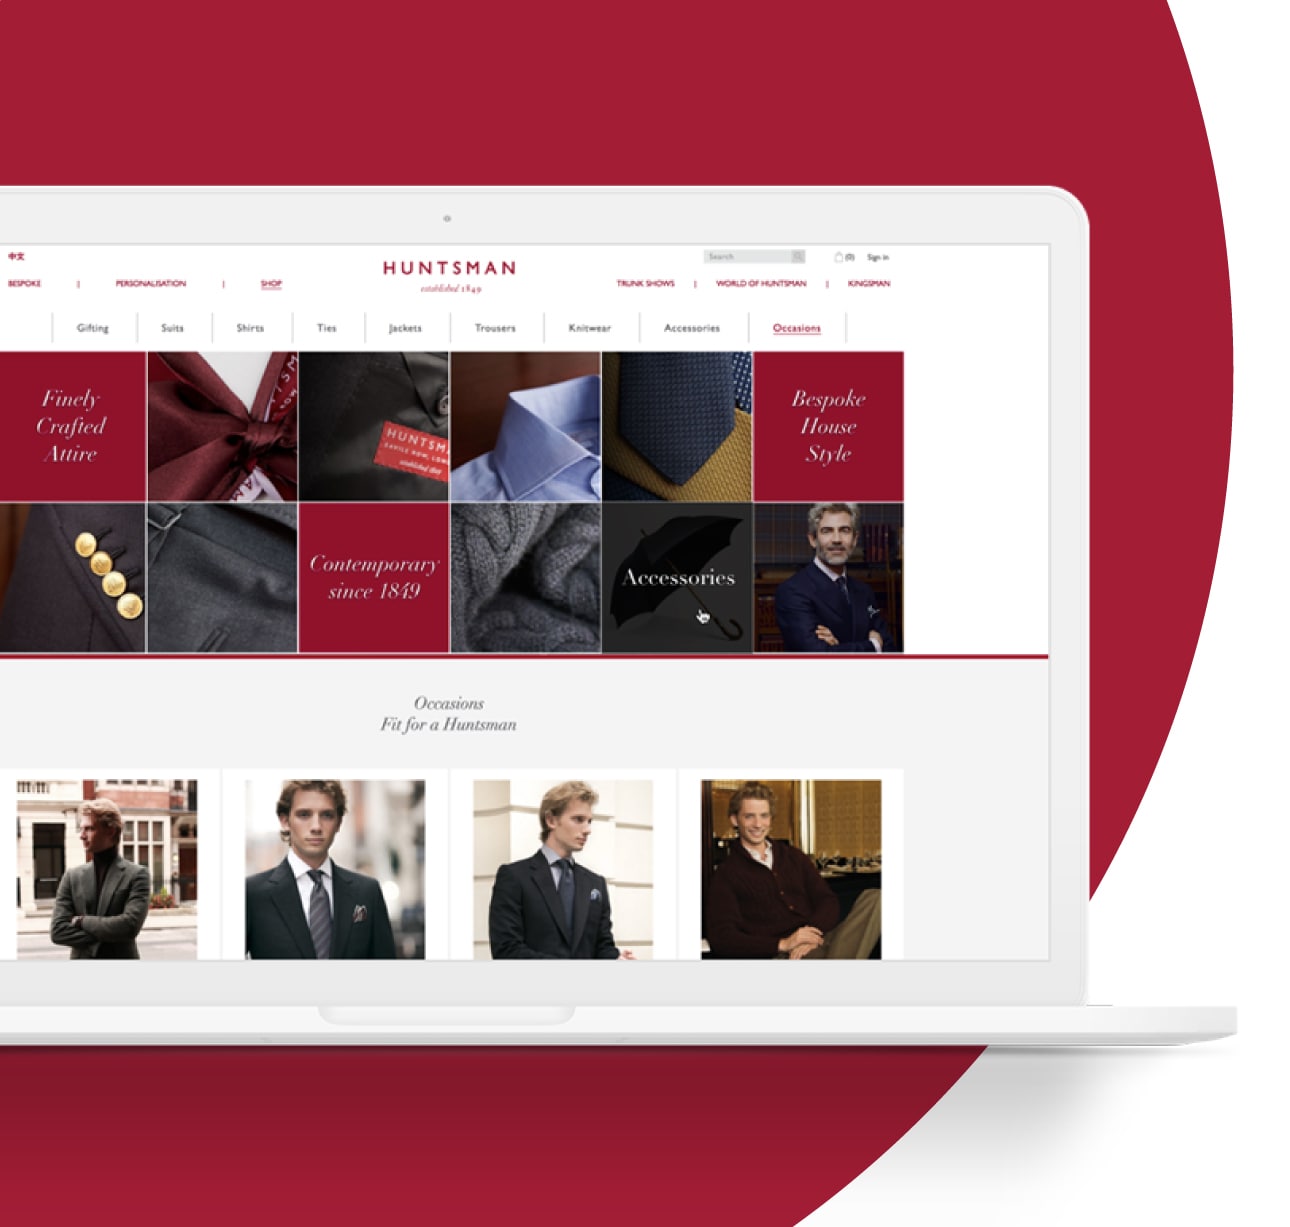 中文
Search
(0)
Sign in
HUNTSMAN
established 1849
BESPOKE | PERSONALISATION | SHOP
TRUNK SHOWS | WORLD OF HUNTSMAN | KINGSMAN
Gifting
Suits
Shirts
Ties
Jackets
Trousers
Knitwear
Accessories
Occasions
Finely
Crafted
Attire
HUNTSM
SAVILE ROW, LON
established 1849
Bespoke
House
Style
Contemporary
since 1849
Accessories
Occasions
Fit for a Huntsman